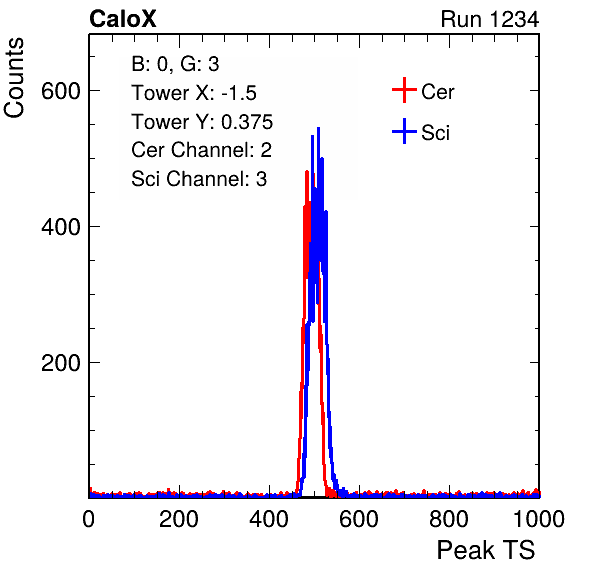 CaloX Run 1234
Counts
B: 0, G: 3
Tower X: -1.5
Tower Y: 0.375
Cer Channel: 2
Sci Channel: 3
Cer
Sci
600
400
200
0 200 400 600 800 1000
Peak TS